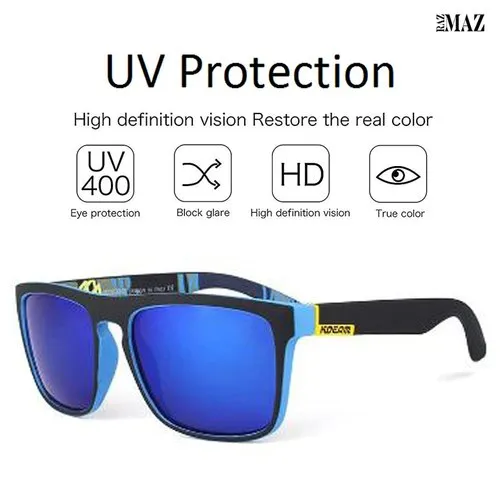 RAZ MAZ
UV Protection
High definition vision Restore the real color
UV
400
HD
Eye protection
Block glare
High definition vision
True color
KDEAM